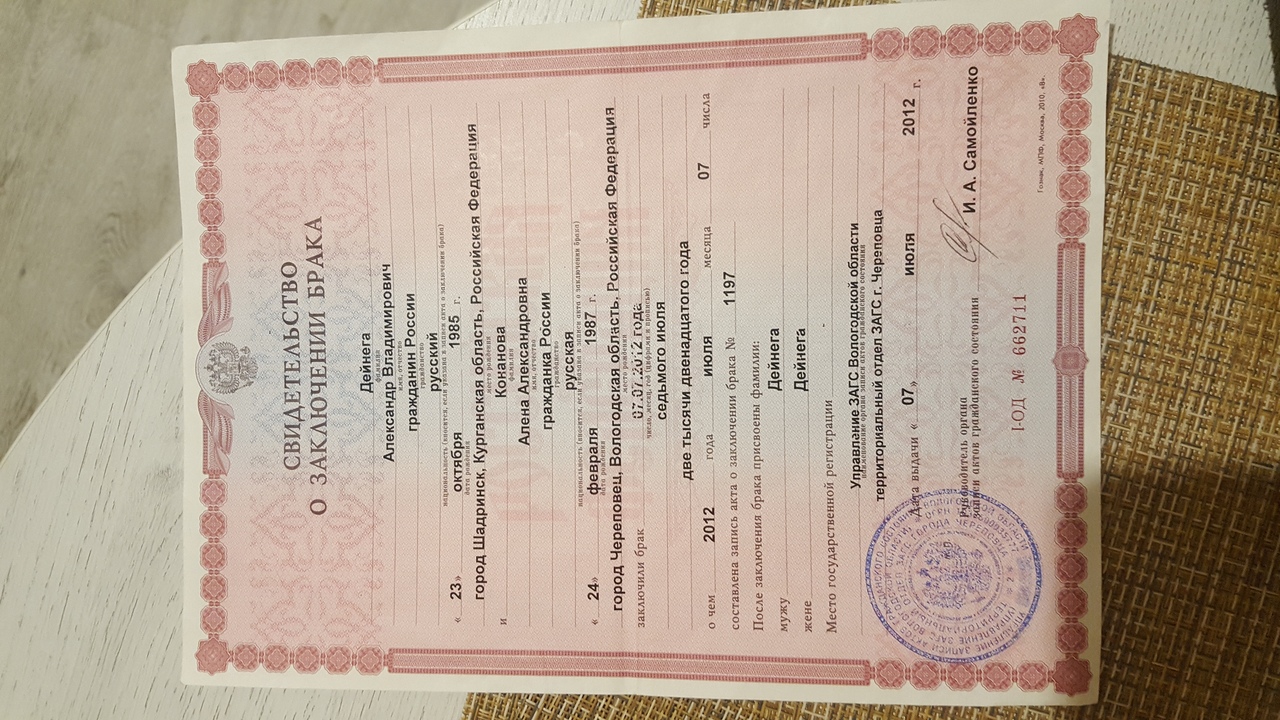 СВИДЕТЕЛЬСТВО
О ЗАКЛЮЧЕНИИ БРАКА
Дейнега
фамилия
Александр Владимирович
имя, отчество
гражданин России
гражданство
русский
национальность (вносится, если указана в записи акта о заключении брака)
« 23» октября 1985 г.
дата рождения
город Шадринск, Курганская область, Российская Федерация
место рождения
и Конанова
фамилия
Алена Александровна
имя, отчество
гражданка России
гражданство
русская
национальность (вносится, если указана в записи акта о заключении брака)
« 24» февраля 1987 г.
дата рождения
город Череповец, Вологодская область, Российская Федерация
место рождения
заключили брак 07.07.2012 года
число, месяц, год (цифрами и прописью)
седьмого июля
две тысячи двенадцатого года
о чем 2012 года июля месяца 07 числа
составлена запись акта о заключении брака № 1197
После заключения брака присвоены фамилии:
мужу Дейнега
жене Дейнега
Место государственной регистрации
Управление ЗАГС Вологодской области
наименование органа записи актов гражданского состояния
территориальный отдел ЗАГС г. Череповца
Дата выдачи « 07» июля 2012 г.
Руководитель органа
записи актов гражданского состояния И. А. Самойленко
I-ОД № 662711
Гознак, МПФ, Москва, 2010, «В».